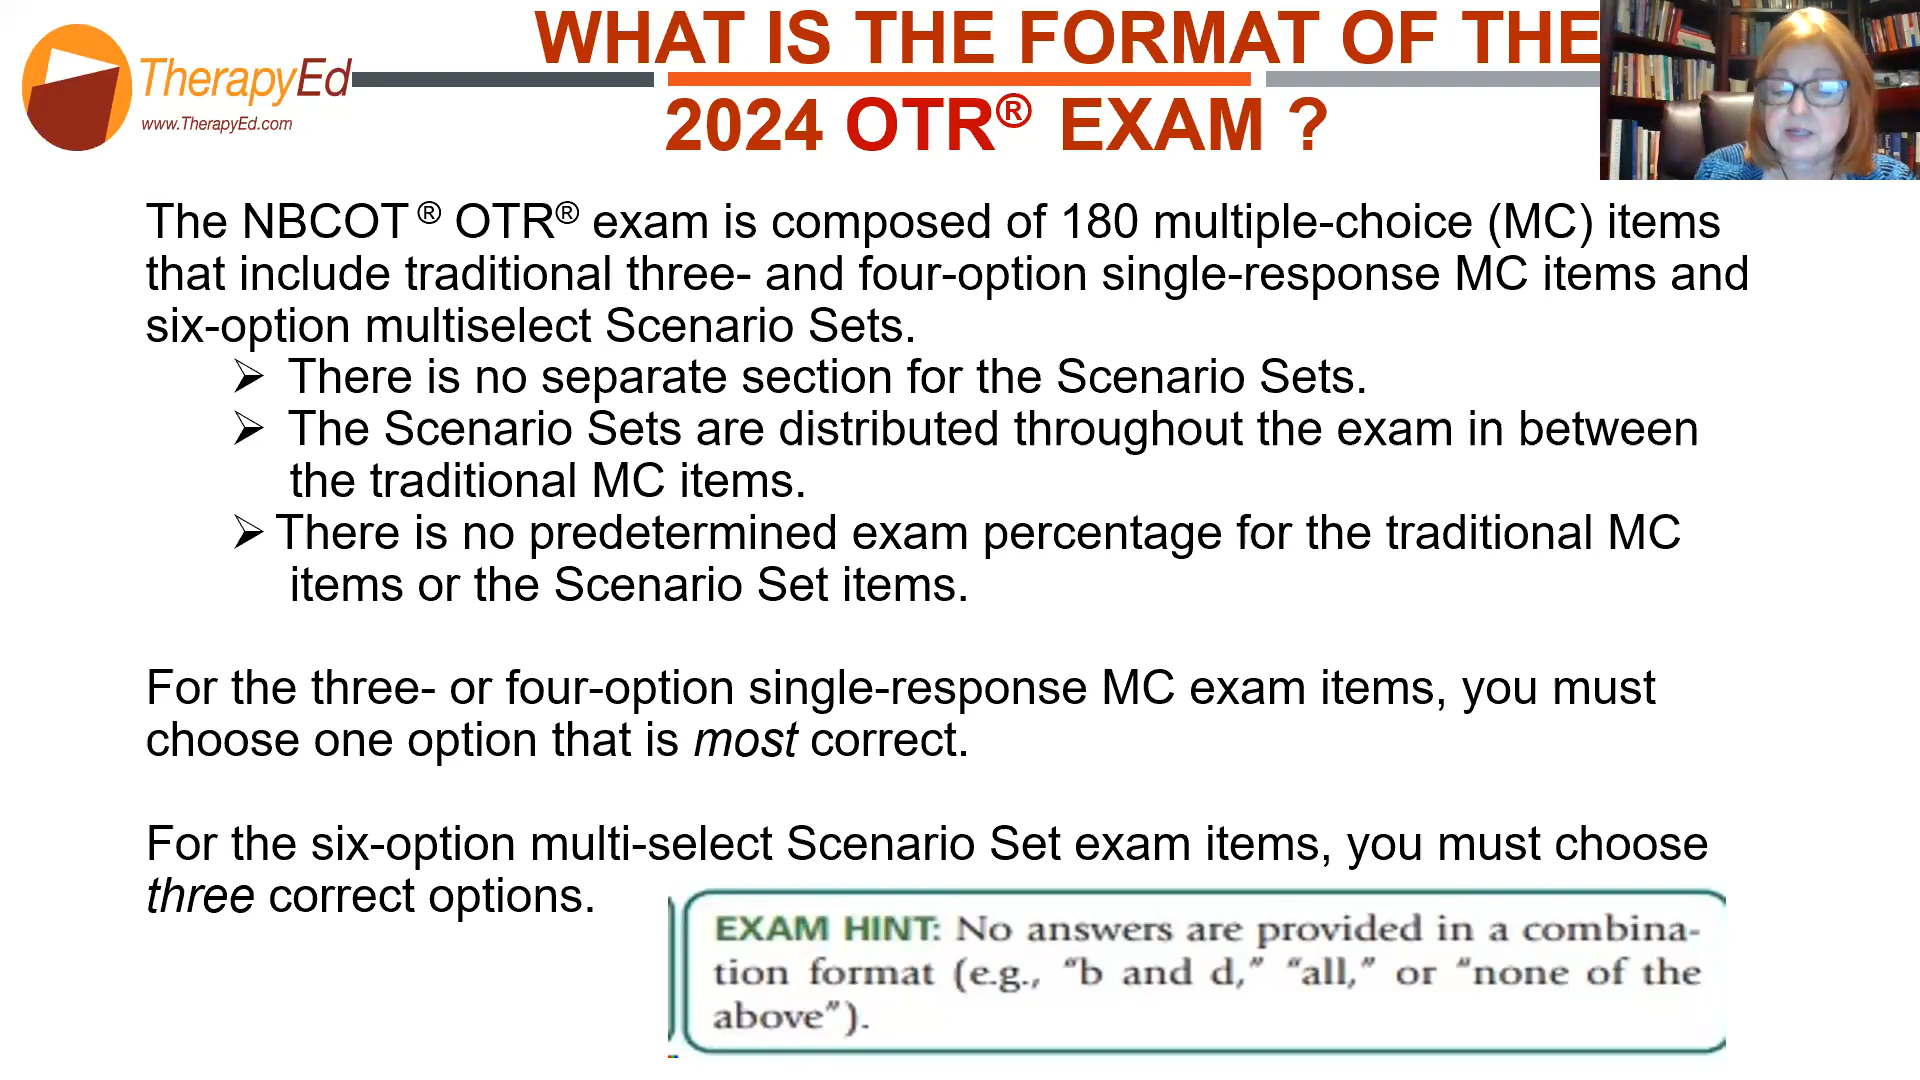 WHAT IS THE FORMAT OF THE
TherapyEd
www.TherapyEd.com
2024 OTR® EXAM ?
The NBCOT® OTR® exam is composed of 180 multiple-choice (MC) items
that include traditional three- and four-option single-response MC items and
six-option multiselect Scenario Sets.
➢ There is no separate section for the Scenario Sets.
➢ The Scenario Sets are distributed throughout the exam in between
the traditional MC items.
➢ There is no predetermined exam percentage for the traditional MC
items or the Scenario Set items.
For the three- or four-option single-response MC exam items, you must
choose one option that is most correct.
For the six-option multi-select Scenario Set exam items, you must choose
three correct options.
EXAM HINT: No answers are provided in a combina-
tion format (e.g., “b and d,” “all,” or “none of the
above”).